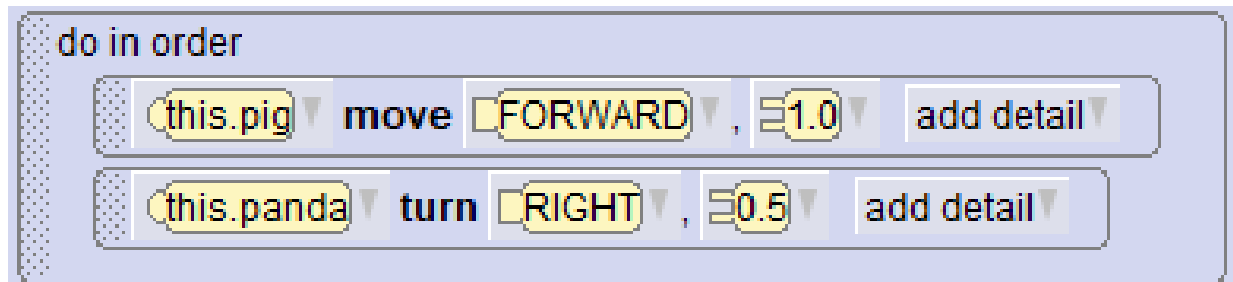 do in order
this.pig move FORWARD , 1.0 add detail
this.panda turn RIGHT , 0.5 add detail